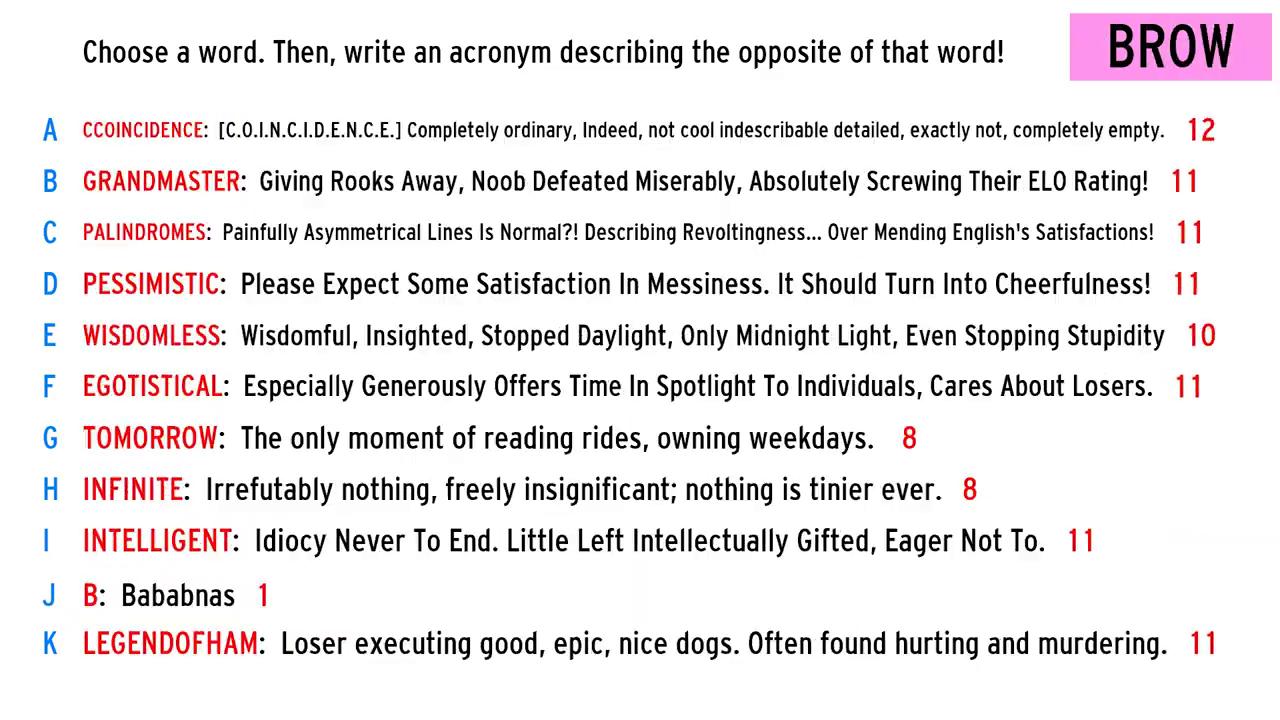 Choose a word. Then, write an acronym describing the opposite of that word!
BROW
A CCOINCIDENCE: [C.O.I.N.C.I.D.E.N.C.E.] Completely ordinary, Indeed, not cool indescribable detailed, exactly not, completely empty. 12
B GRANDMASTER: Giving Rooks Away, Noob Defeated Miserably, Absolutely Screwing Their ELO Rating! 11
C PALINDROMES: Painfully Asymmetrical Lines Is Normal?! Describing Revoltingness... Over Mending English's Satisfactions! 11
D PESSIMISTIC: Please Expect Some Satisfaction In Messiness. It Should Turn Into Cheerfulness! 11
E WISDOMLESS: Wisdomful, Insighted, Stopped Daylight, Only Midnight Light, Even Stopping Stupidity 10
F EGOTISTICAL: Especially Generously Offers Time In Spotlight To Individuals, Cares About Losers. 11
G TOMORROW: The only moment of reading rides, owning weekdays. 8
H INFINITE: Irrefutably nothing, freely insignificant; nothing is tinier ever. 8
I INTELLIGENT: Idiocy Never To End. Little Left Intellectually Gifted, Eager Not To. 11
J B: Bababnas 1
K LEGENDOFHAM: Loser executing good, epic, nice dogs. Often found hurting and murdering. 11